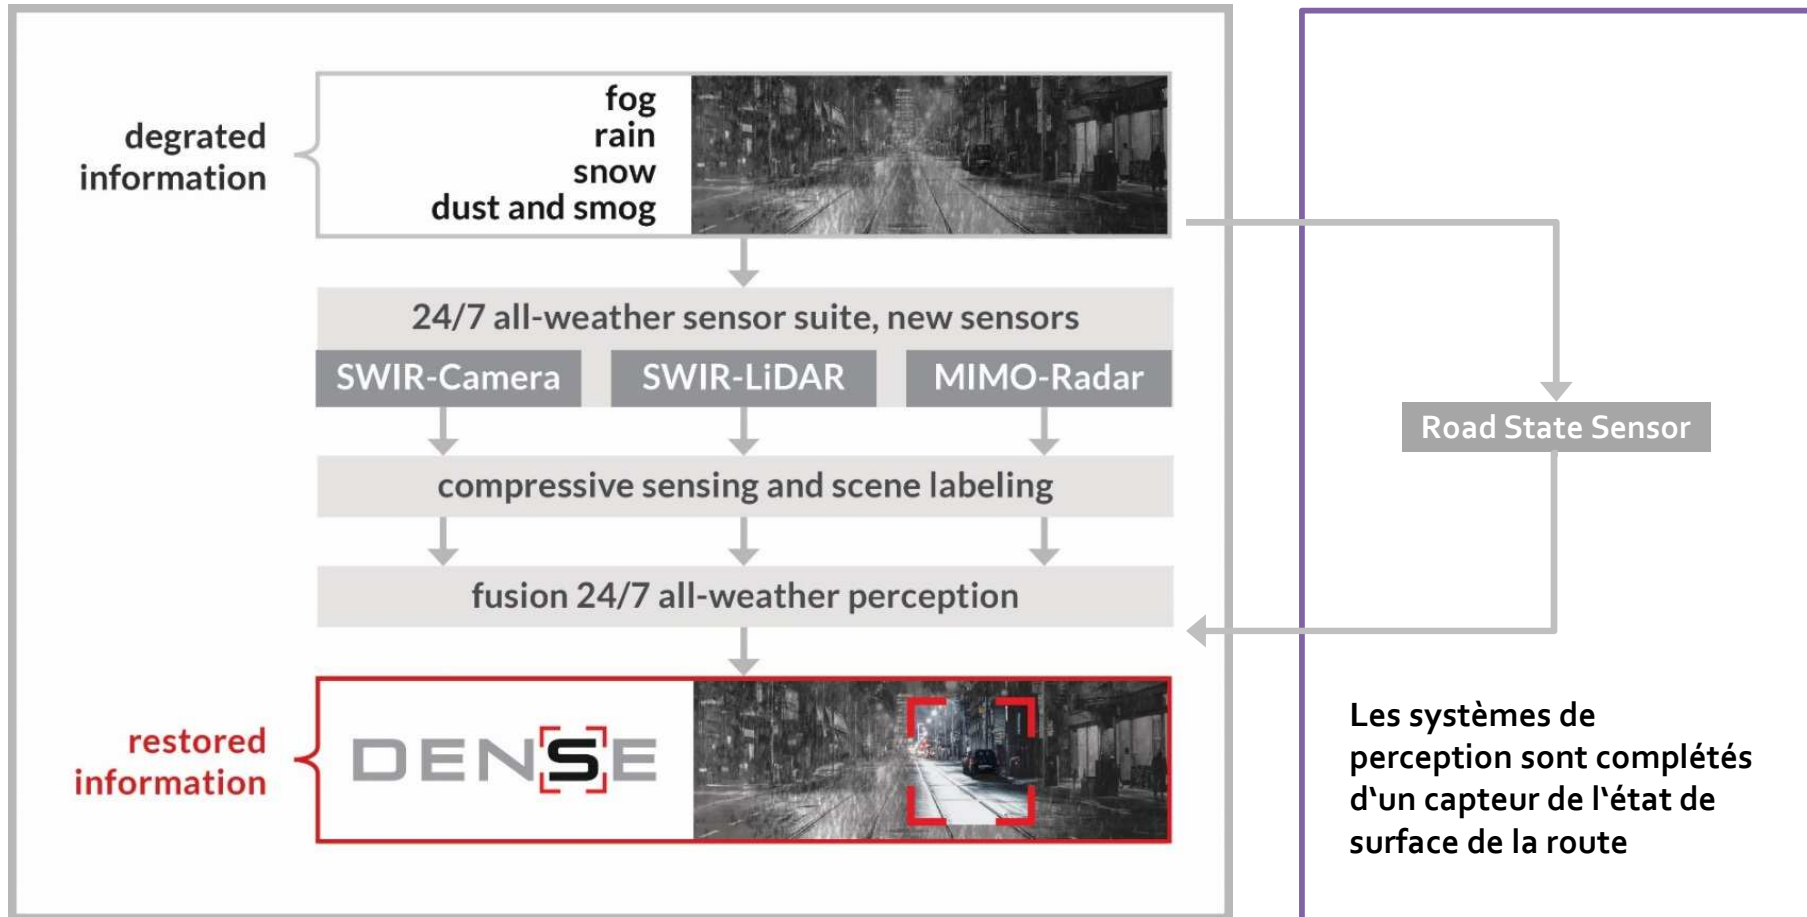 degrated
information
fog
rain
snow
dust and smog
24/7 all-weather sensor suite, new sensors
SWIR-Camera
SWIR-LiDAR
MIMO-Radar
compressive sensing and scene labeling
fusion 24/7 all-weather perception
restored
information
DENSE
Road State Sensor
Les systèmes de
perception sont complétés
d‘un capteur de l‘état de
surface de la route